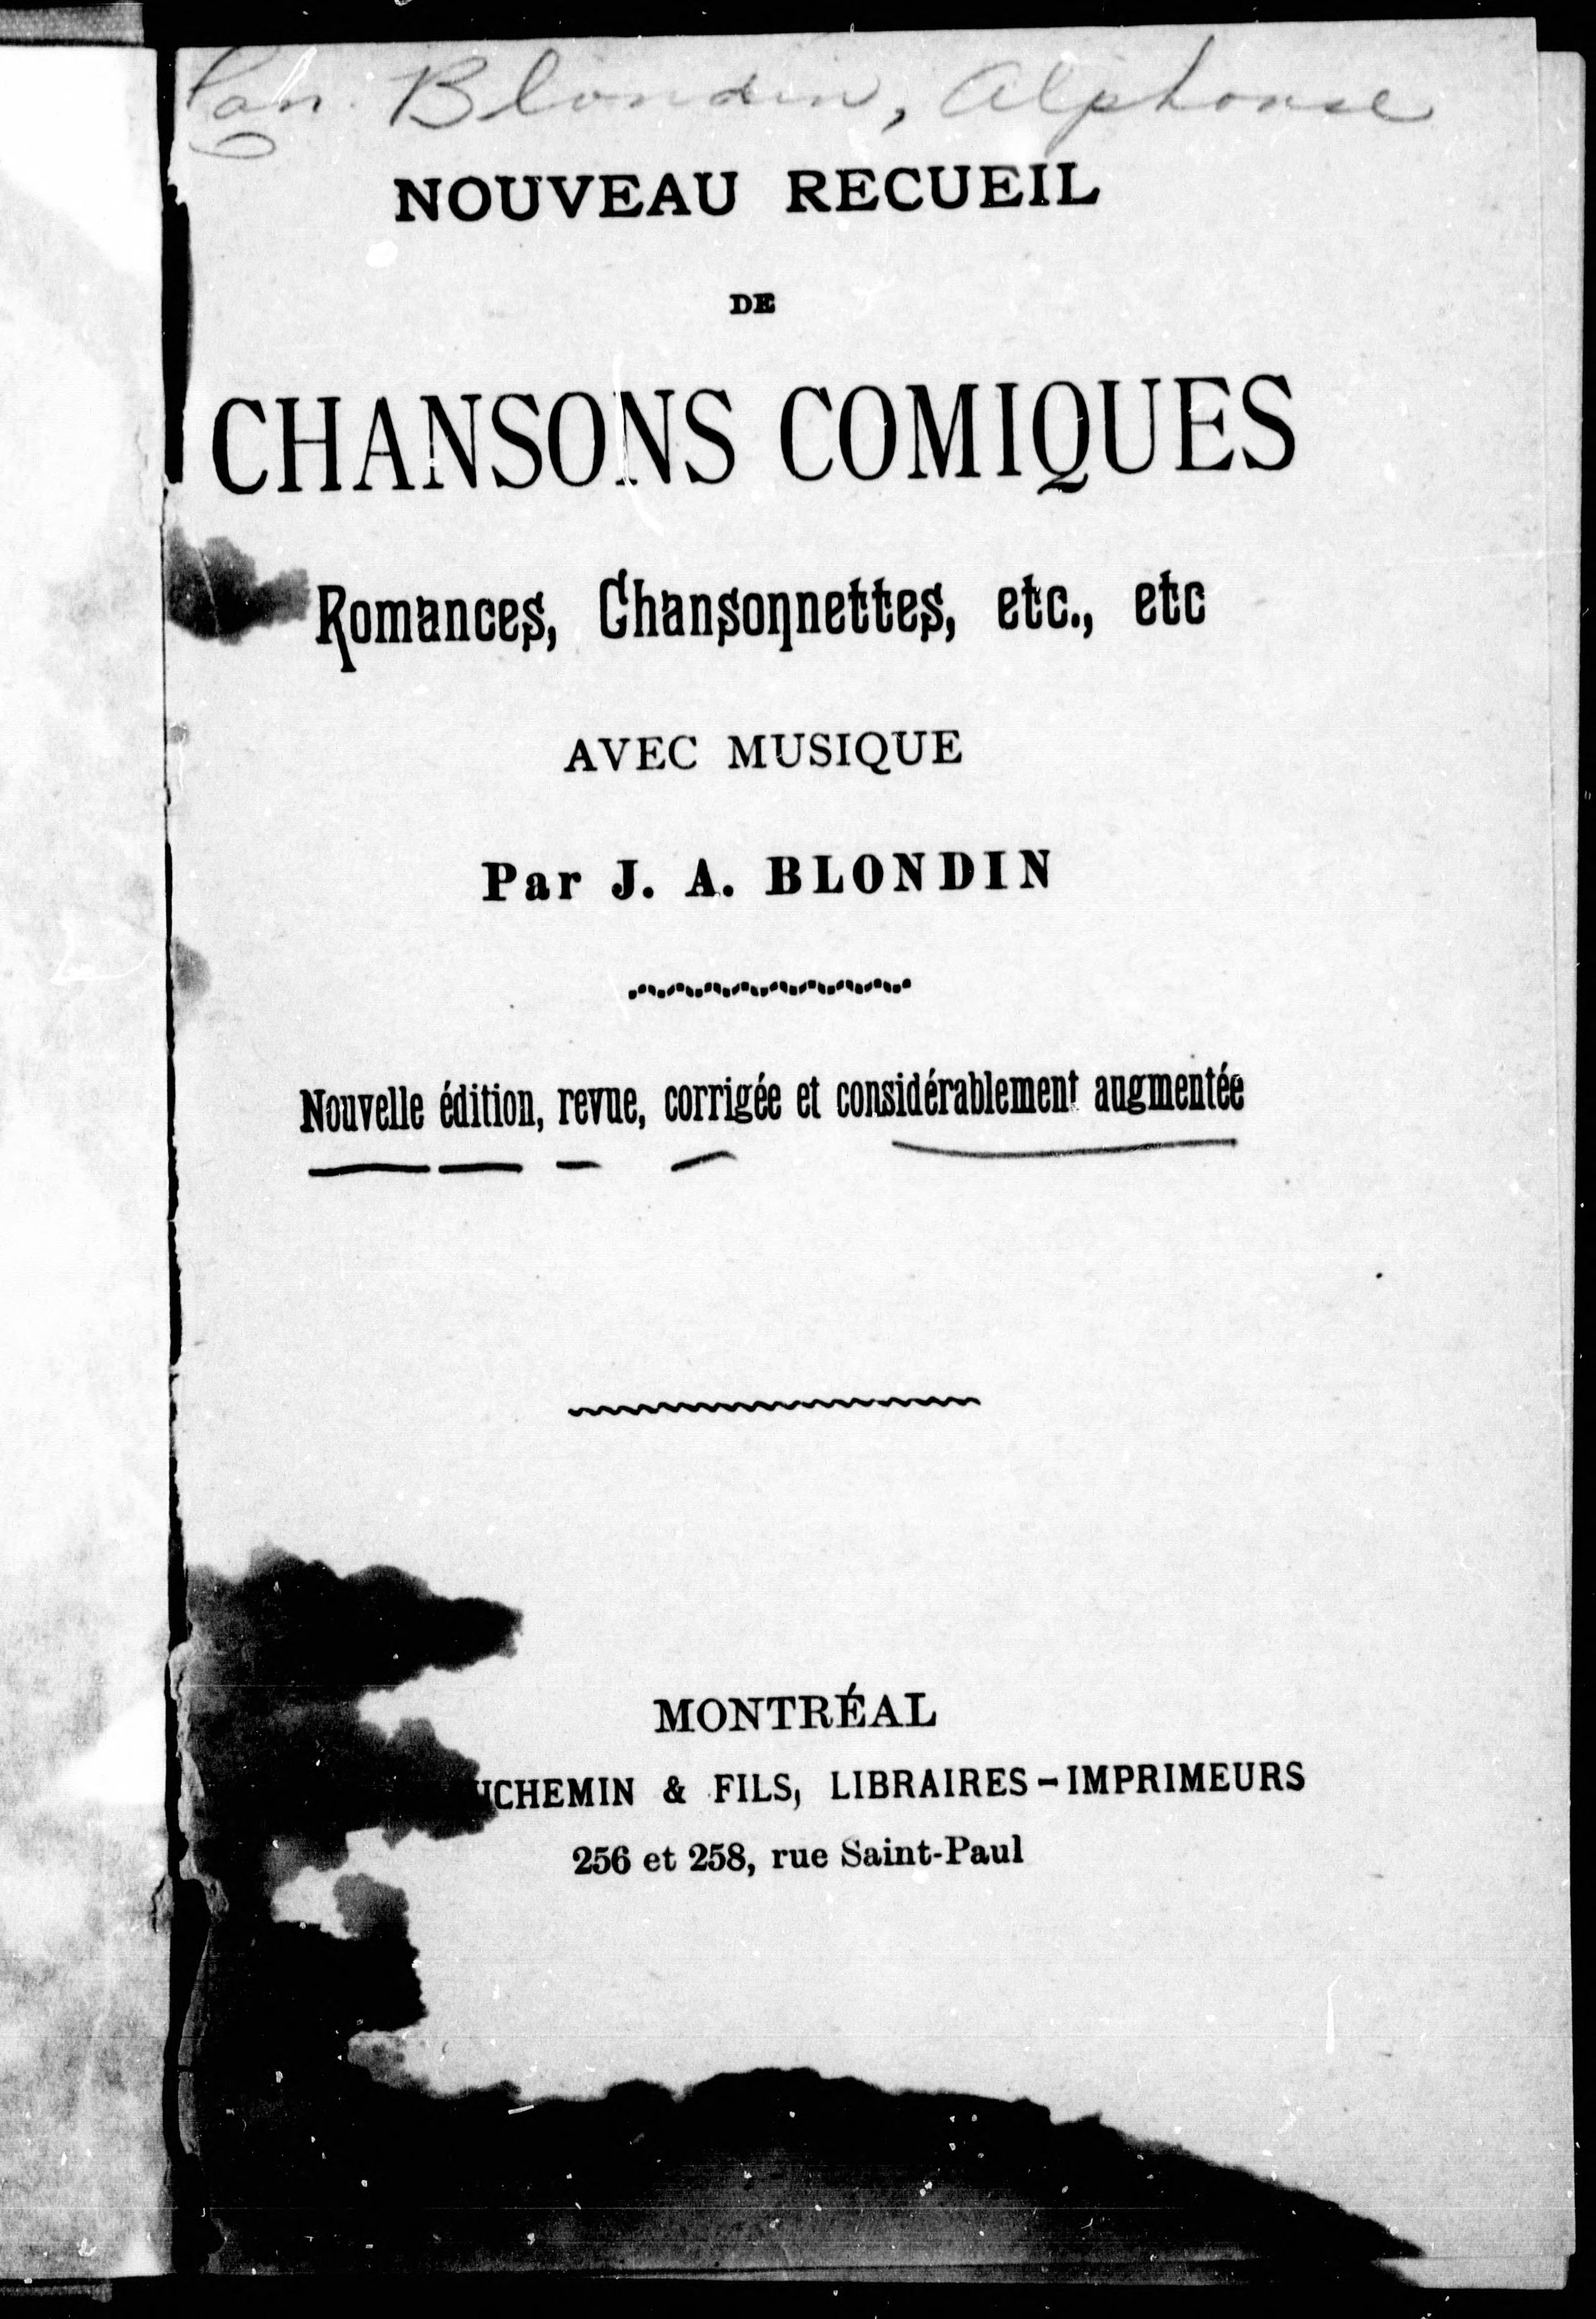 Can. Blondin, Alphonse
NOUVEAU RECUEIL
DE
CHANSONS COMIQUES
Romances, Chansonnettes, etc., etc
AVEC MUSIQUE
Par J. A. BLONDIN
Nouvelle édition, revue, corrigée et considérablement augmentée
MONTRÉAL
UCHEMIN & FILS, LIBRAIRES-IMPRIMEURS
256 et 258, rue Saint-Paul